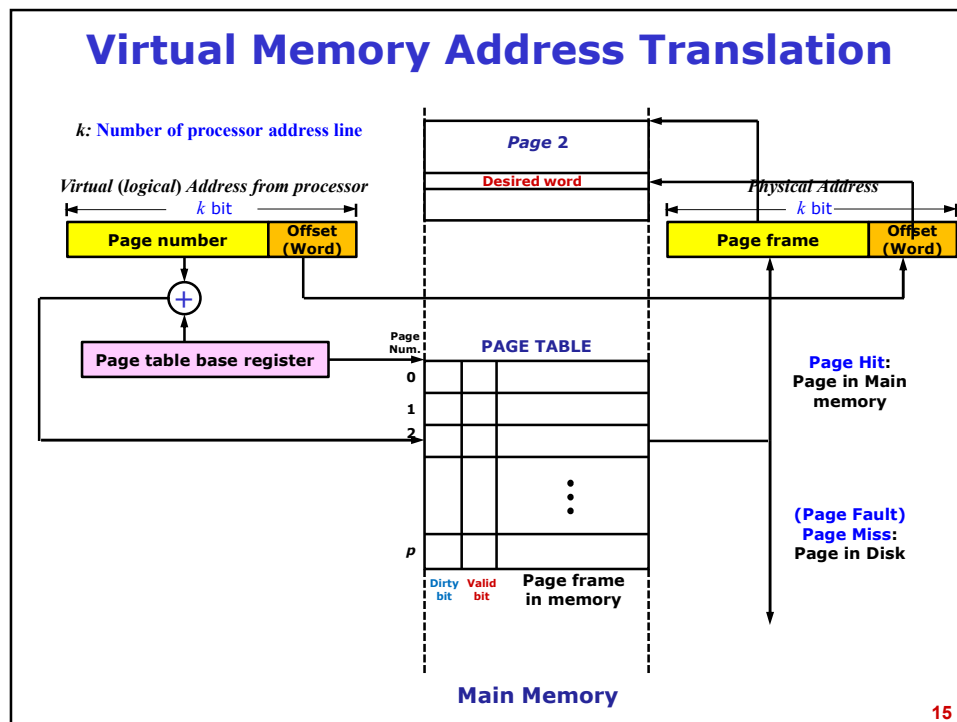 Virtual Memory Address Translation
k: Number of processor address line
Page 2
Desired word
Virtual (logical) Address from processor
k bit
Page number
Offset
(Word)
Physical Address
k bit
Page frame
Offset
(Word)
+
Page table base register
Page
Num.
PAGE TABLE
0
1
2
p
Dirty
bit
Valid
bit
Page frame
in memory
Page Hit:
Page in Main
memory
(Page Fault)
Page Miss:
Page in Disk
Main Memory
15